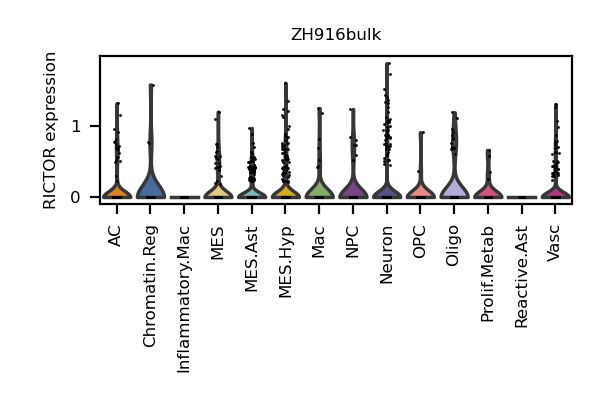 ZH916bulk
RICTOR expression
1
0
AC
Chromatin.Reg
Inflammatory.Mac
MES
MES.Ast
MES.Hyp
Mac
NPC
Neuron
OPC
Oligo
Prolif.Metab
Reactive.Ast
Vasc